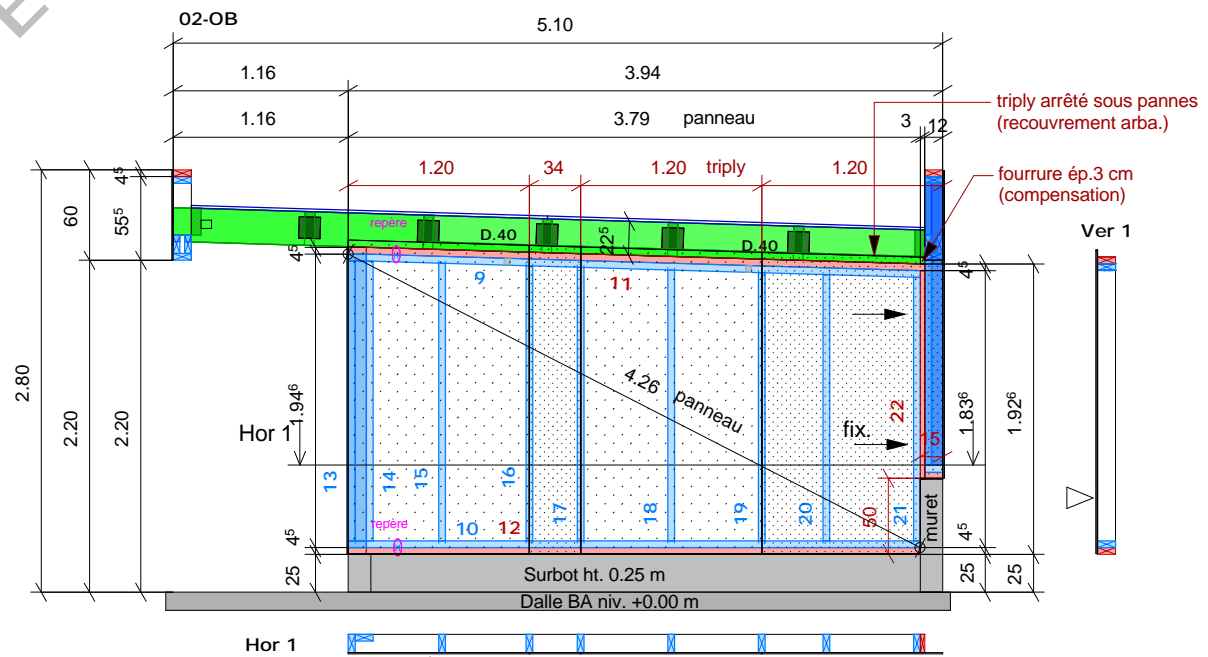 E
02-OB
5.10
1.16 3.94
1.16 3.79 panneau 3 12
triply arrêté sous pannes
(recouvrement arba.)
1.20 34 1.20 triply 1.20
fourrure ép.3 cm
(compensation)
4⁵
60
55⁵
repère
D.40
22⁵
D.40
Ver 1
4⁵
4⁵
9
11
4.26 panneau
2.80
2.20
2.20
1.94⁶
Hor 1
fix.
22
15
1.83⁶
1.92⁶
13
14
15
16
17
18
19
20
21
50
muret
repère
10
12
4⁵
4⁵
25
25
25
Surbot ht. 0.25 m
Dalle BA niv. +0.00 m
Hor 1